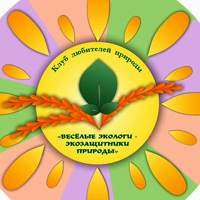 Клуб любителей природы
«ВЕСЁЛЫЕ ЭКОЛОГИ -
ЭКОЗАЩИТНИКИ
ПРИРОДЫ»